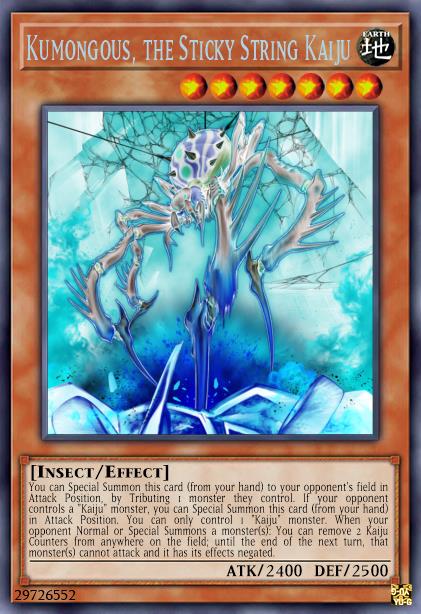 Kumongous, the Sticky String Kaiju
EARTH
地
[Insect/Effect]
You can Special Summon this card (from your hand) to your opponent's field in
Attack Position, by Tributing 1 monster they control. If your opponent
controls a "Kaiju" monster, you can Special Summon this card (from your hand)
in Attack Position. You can only control 1 "Kaiju" monster. When your
opponent Normal or Special Summons a monster(s): You can remove 2 Kaiju
Counters from anywhere on the field; until the end of the next turn, that
monster(s) cannot attack and it has its effects negated.
ATK/2400 DEF/2500
29726552